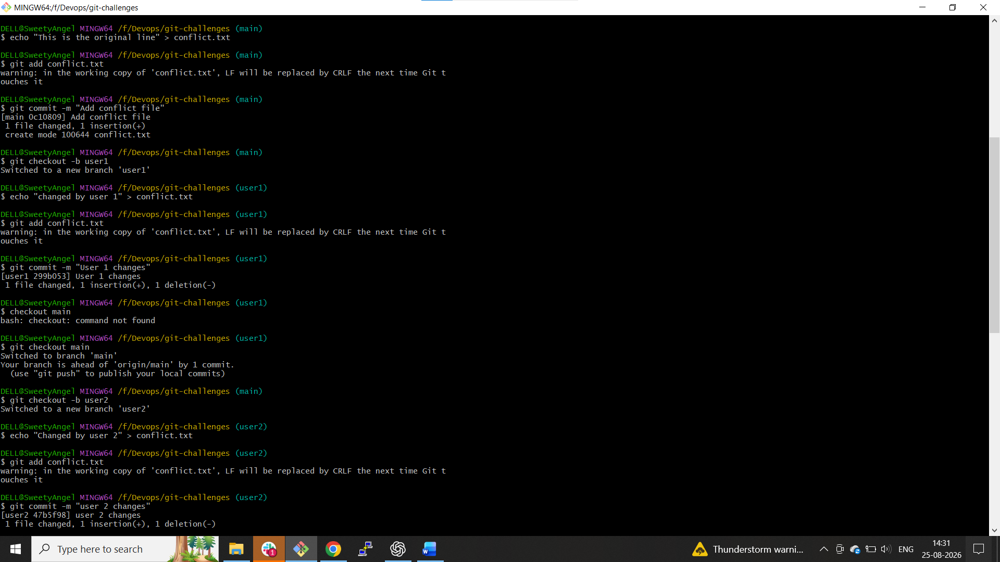 MINGW64:/f/Devops/git-challenges
DELL@SweetyAngel MINGW64 /f/Devops/git-challenges (main)
$ echo "This is the original line" > conflict.txt
DELL@SweetyAngel MINGW64 /f/Devops/git-challenges (main)
$ git add conflict.txt
warning: in the working copy of 'conflict.txt', LF will be replaced by CRLF the next time Git t
ouches it
DELL@SweetyAngel MINGW64 /f/Devops/git-challenges (main)
$ git commit -m "Add conflict file"
[main 0c10809] Add conflict file
1 file changed, 1 insertion(+)
create mode 100644 conflict.txt
DELL@SweetyAngel MINGW64 /f/Devops/git-challenges (main)
$ git checkout -b user1
Switched to a new branch 'user1'
DELL@SweetyAngel MINGW64 /f/Devops/git-challenges (user1)
$ echo "changed by user 1" > conflict.txt
DELL@SweetyAngel MINGW64 /f/Devops/git-challenges (user1)
$ git add conflict.txt
warning: in the working copy of 'conflict.txt', LF will be replaced by CRLF the next time Git t
ouches it
DELL@SweetyAngel MINGW64 /f/Devops/git-challenges (user1)
$ git commit -m "User 1 changes"
[user1 299b053] User 1 changes
1 file changed, 1 insertion(+), 1 deletion(-)
DELL@SweetyAngel MINGW64 /f/Devops/git-challenges (user1)
$ checkout main
bash: checkout: command not found
DELL@SweetyAngel MINGW64 /f/Devops/git-challenges (user1)
$ git checkout main
Switched to branch 'main'
Your branch is ahead of 'origin/main' by 1 commit.
(use "git push" to publish your local commits)
DELL@SweetyAngel MINGW64 /f/Devops/git-challenges (main)
$ git checkout -b user2
Switched to a new branch 'user2'
DELL@SweetyAngel MINGW64 /f/Devops/git-challenges (user2)
$ echo "Changed by user 2" > conflict.txt
DELL@SweetyAngel MINGW64 /f/Devops/git-challenges (user2)
$ git add conflict.txt
warning: in the working copy of 'conflict.txt', LF will be replaced by CRLF the next time Git t
ouches it
DELL@SweetyAngel MINGW64 /f/Devops/git-challenges (user2)
$ git commit -m "user 2 changes"
[user2 47b5f98] user 2 changes
1 file changed, 1 insertion(+), 1 deletion(-)
Type here to search
1
Thunderstorm warni...
ENG
14:31
25-08-2026